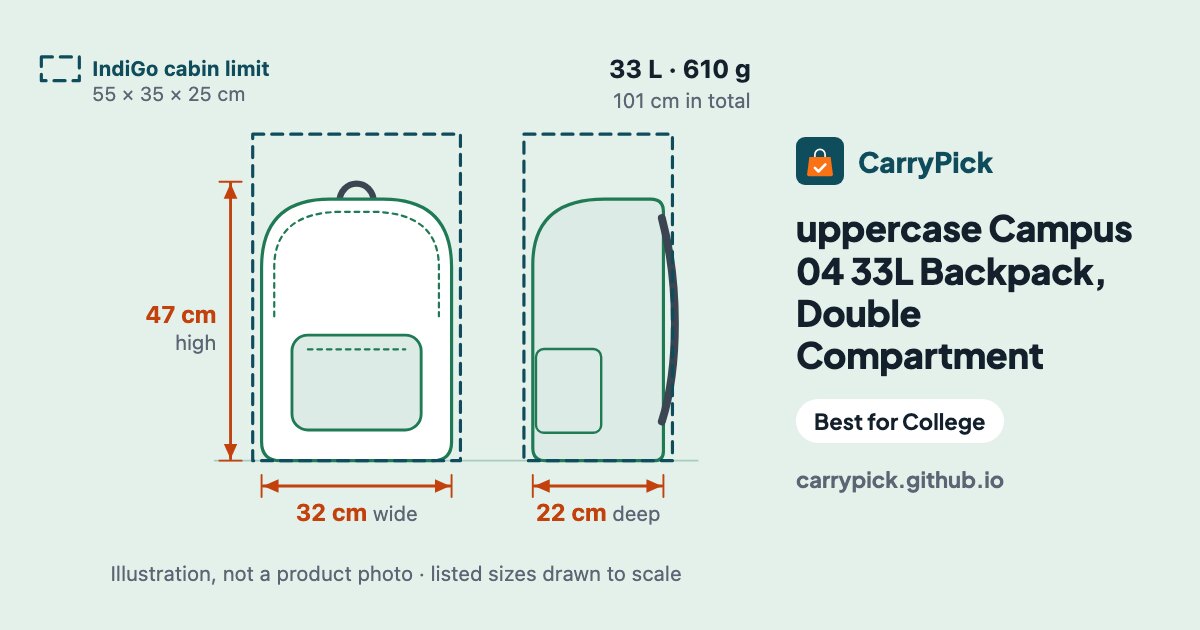 IndiGo cabin limit
55 × 35 × 25 cm
33 L · 610 g
101 cm in total
47 cm
high
32 cm wide
22 cm deep
Illustration, not a product photo · listed sizes drawn to scale
CarryPick
uppercase Campus
04 33L Backpack,
Double
Compartment
Best for College
carrypick.github.io